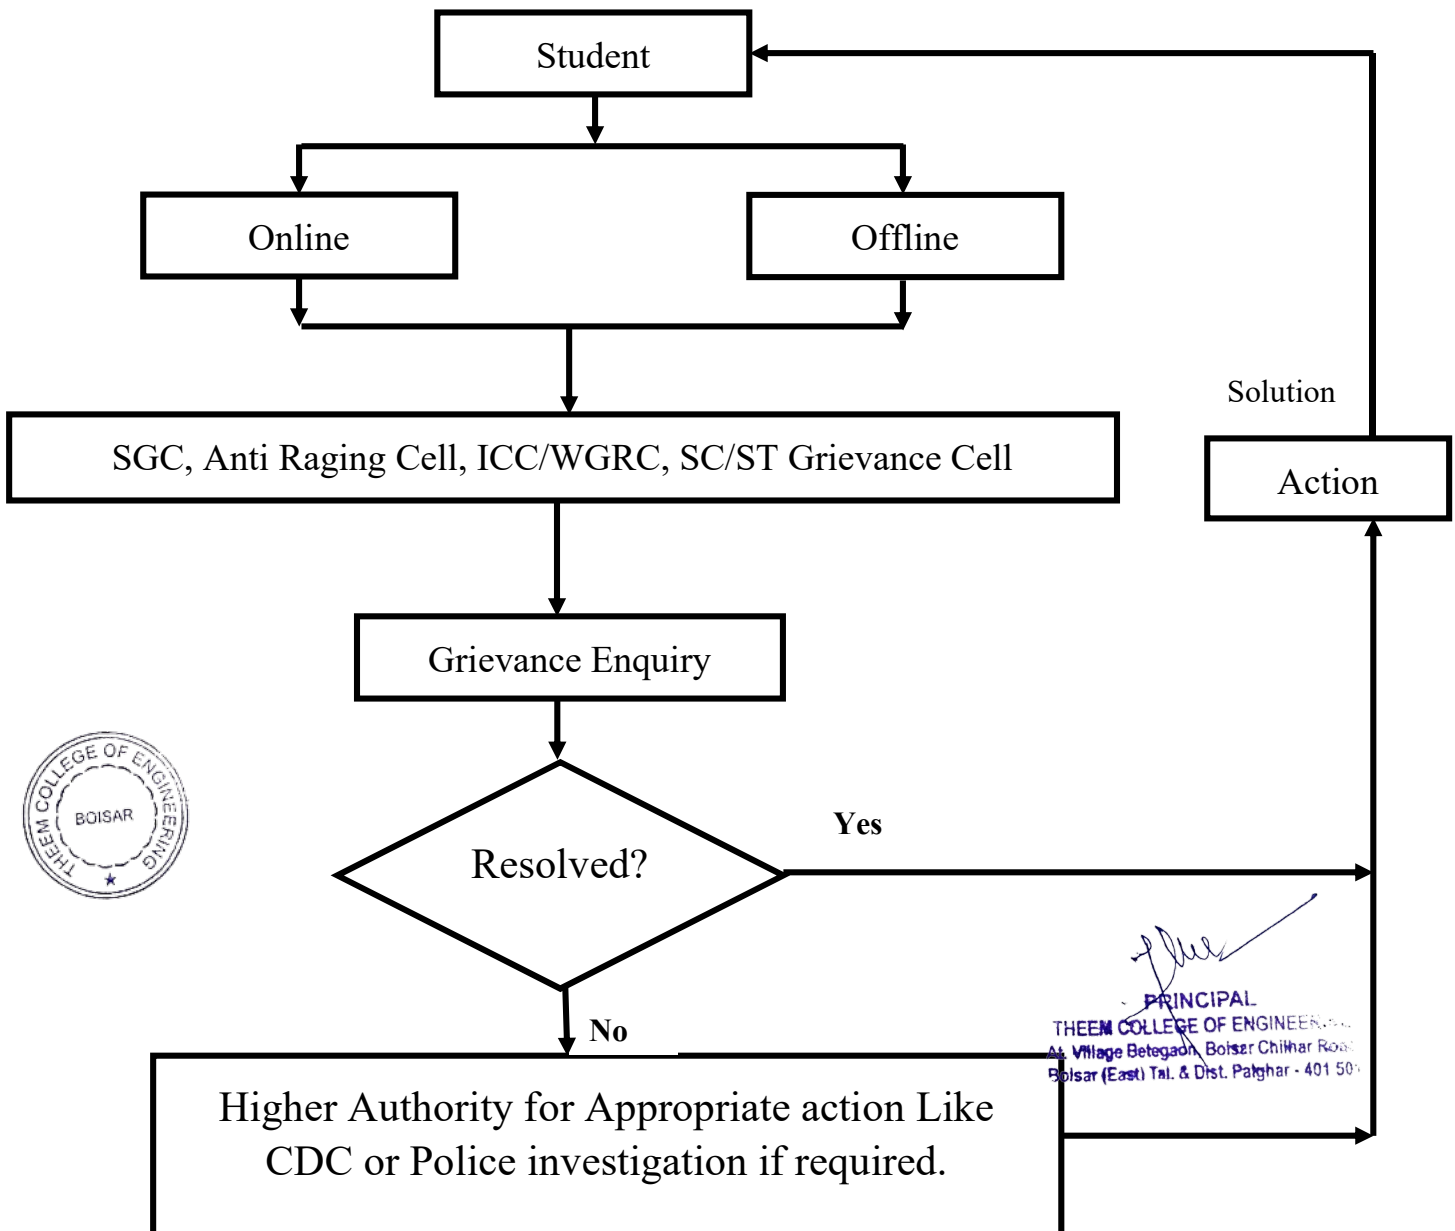 Student
Online
Offline
Solution
SGC, Anti Raging Cell, ICC/WGRC, SC/ST Grievance Cell
Action
Grievance Enquiry
THEEM COLLEGE OF ENGINEERING
BOISAR
Resolved?
Yes
No
PRINCIPAL
THEEM COLLEGE OF
At. Village Betegaon, Boisar Chilhar
Boisar (East) Tal. & Dist. Palghar - 401
Higher Authority for Appropriate action Like
CDC or Police investigation if required.